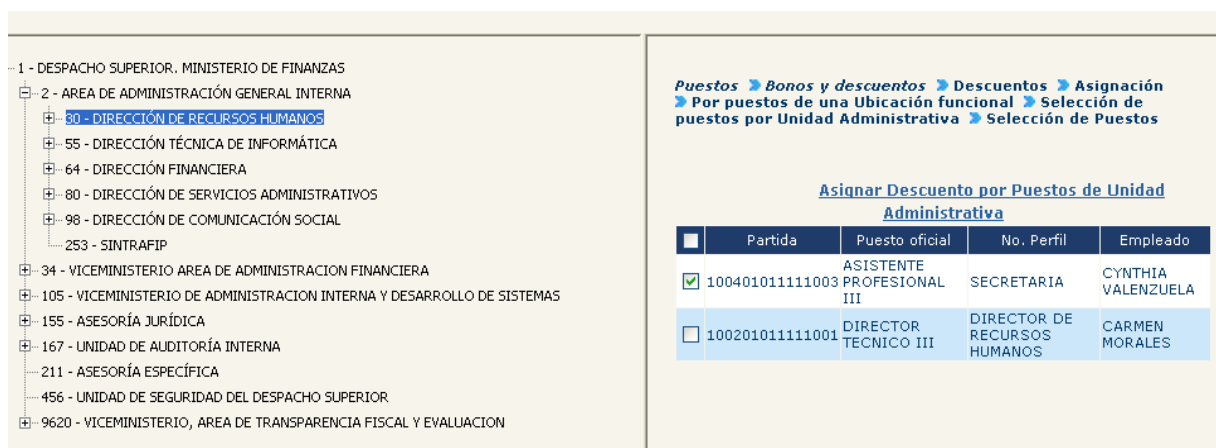 1 - DESPACHO SUPERIOR. MINISTERIO DE FINANZAS
2 - AREA DE ADMINISTRACIÓN GENERAL INTERNA
30 - DIRECCIÓN DE RECURSOS HUMANOS
55 - DIRECCIÓN TÉCNICA DE INFORMÁTICA
64 - DIRECCIÓN FINANCIERA
80 - DIRECCIÓN DE SERVICIOS ADMINISTRATIVOS
98 - DIRECCIÓN DE COMUNICACIÓN SOCIAL
253 - SINTRAFIP
34 - VICEMINISTERIO AREA DE ADMINISTRACION FINANCIERA
105 - VICEMINISTERIO DE ADMINISTRACION INTERNA Y DESARROLLO DE SISTEMAS
155 - ASESORÍA JURÍDICA
167 - UNIDAD DE AUDITORÍA INTERNA
211 - ASESORÍA ESPECÍFICA
456 - UNIDAD DE SEGURIDAD DEL DESPACHO SUPERIOR
9620 - VICEMINISTERIO, AREA DE TRANSPARENCIA FISCAL Y EVALUACION
Puestos Bonos y descuentos Descuentos Asignación
Por puestos de una Ubicación funcional Selección de
puestos por Unidad Administrativa Selección de Puestos
Asignar Descuento por Puestos de Unidad
Administrativa
Partida Puesto oficial No. Perfil Empleado
100401011111003 ASISTENTE PROFESIONAL III SECRETARIA CYNTHIA VALENZUELA
100201011111001 DIRECTOR TECNICO III DIRECTOR DE RECURSOS HUMANOS CARMEN MORALES